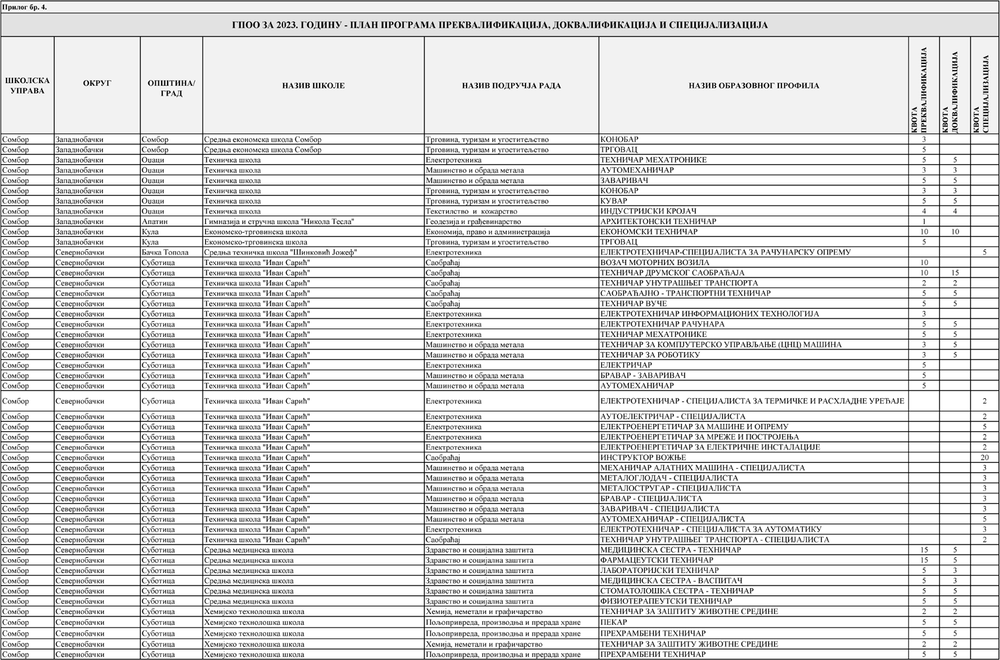 Прилог бр. 4.
ГПОО ЗА 2023. ГОДИНУ - ПЛАН ПРОГРАМА ПРЕКВАЛИФИКАЦИЈА, ДОКВАЛИФИКАЦИЈА И СПЕЦИЈАЛИЗАЦИЈА
ШКОЛСКА УПРАВА ОКРУГ ОПШТИНА/ ГРАД НАЗИВ ШКОЛЕ НАЗИВ ПОДРУЧЈА РАДА НАЗИВ ОБРАЗОВНОГ ПРОФИЛА КВОТА ПРЕКВАЛИФИКАЦИЈА КВОТА ДОКВАЛИФИКАЦИЈА КВОТА СПЕЦИЈАЛИЗАЦИЈА
Сомбор Западнобачки Сомбор Средња економска школа Сомбор Трговина, туризам и угоститељство КОНОБАР 3
Сомбор Западнобачки Сомбор Средња економска школа Сомбор Трговина, туризам и угоститељство ТРГОВАЦ 5
Сомбор Западнобачки Оџаци Техничка школа Електротехника ТЕХНИЧАР МЕХАТРОНИКЕ 5 5
Сомбор Западнобачки Оџаци Техничка школа Машинство и обрада метала АУТОМЕХАНИЧАР 3 3
Сомбор Западнобачки Оџаци Техничка школа Машинство и обрада метала ЗАВАРИВАЧ 5 5
Сомбор Западнобачки Оџаци Техничка школа Трговина, туризам и угоститељство КОНОБАР 3 3
Сомбор Западнобачки Оџаци Техничка школа Трговина, туризам и угоститељство КУВАР 5 5
Сомбор Западнобачки Оџаци Техничка школа Текстилство и кожарство ИНДУСТРИЈСКИ КРОЈАЧ 4 4
Сомбор Западнобачки Апатин Гимназија и стручна школа "Никола Тесла" Геодезија и грађевинарство АРХИТЕКТОНСКИ ТЕХНИЧАР 1
Сомбор Западнобачки Кула Економско-трговинска школа Економија, право и администрација ЕКОНОМСКИ ТЕХНИЧАР 10 10
Сомбор Западнобачки Кула Економско-трговинска школа Трговина, туризам и угоститељство ТРГОВАЦ 5
Сомбор Севернобачки Бачка Топола Средња техничка школа "Шинковић Јожеф" Електротехника ЕЛЕКТРОТЕХНИЧАР-СПЕЦИЈАЛИСТА ЗА РАЧУНАРСКУ ОПРЕМУ 5
Сомбор Севернобачки Суботица Техничка школа "Иван Сарић" Саобраћај ВОЗАЧ МОТОРНИХ ВОЗИЛА 10
Сомбор Севернобачки Суботица Техничка школа "Иван Сарић" Саобраћај ТЕХНИЧАР ДРУМСКОГ САОБРАЋАЈА 10 15
Сомбор Севернобачки Суботица Техничка школа "Иван Сарић" Саобраћај ТЕХНИЧАР УНУТРАШЊЕГ ТРАНСПОРТА 2 2
Сомбор Севернобачки Суботица Техничка школа "Иван Сарић" Саобраћај САОБРАЋАЈНО - ТРАНСПОРТНИ ТЕХНИЧАР 5 5
Сомбор Севернобачки Суботица Техничка школа "Иван Сарић" Саобраћај ТЕХНИЧАР ВУЧЕ 5 5
Сомбор Севернобачки Суботица Техничка школа "Иван Сарић" Електротехника ЕЛЕКТРОТЕХНИЧАР ИНФОРМАЦИОНИХ ТЕХНОЛОГИЈА 3
Сомбор Севернобачки Суботица Техничка школа "Иван Сарић" Електротехника ЕЛЕКТРОТЕХНИЧАР РАЧУНАРА 5 5
Сомбор Севернобачки Суботица Техничка школа "Иван Сарић" Електротехника ТЕХНИЧАР МЕХАТРОНИКЕ 5 5
Сомбор Севернобачки Суботица Техничка школа "Иван Сарић" Машинство и обрада метала ТЕХНИЧАР ЗА КОМПЈУТЕРСКО УПРАВЉАЊЕ (ЦНЦ) МАШИНА 3 5
Сомбор Севернобачки Суботица Техничка школа "Иван Сарић" Машинство и обрада метала ТЕХНИЧАР ЗА РОБОТИКУ 3 5
Сомбор Севернобачки Суботица Техничка школа "Иван Сарић" Електротехника ЕЛЕКТРИЧАР 5
Сомбор Севернобачки Суботица Техничка школа "Иван Сарић" Машинство и обрада метала БРАВАР - ЗАВАРИВАЧ 5
Сомбор Севернобачки Суботица Техничка школа "Иван Сарић" Машинство и обрада метала АУТОМЕХАНИЧАР 5
Сомбор Севернобачки Суботица Техничка школа "Иван Сарић" Електротехника ЕЛЕКТРОТЕХНИЧАР - СПЕЦИЈАЛИСТА ЗА ТЕРМИЧКЕ И РАСХЛАДНЕ УРЕЂАЈЕ 2
Сомбор Севернобачки Суботица Техничка школа "Иван Сарић" Електротехника АУТОЕЛЕКТРИЧАР - СПЕЦИЈАЛИСТА 2
Сомбор Севернобачки Суботица Техничка школа "Иван Сарић" Електротехника ЕЛЕКТРОЕНЕРГЕТИЧАР ЗА МАШИНЕ И ОПРЕМУ 5
Сомбор Севернобачки Суботица Техничка школа "Иван Сарић" Електротехника ЕЛЕКТРОЕНЕРГЕТИЧАР ЗА МРЕЖЕ И ПОСТРОЈЕЊА 2
Сомбор Севернобачки Суботица Техничка школа "Иван Сарић" Електротехника ЕЛЕКТРОЕНЕРГЕТИЧАР ЗА ЕЛЕКТРИЧНЕ ИНСТАЛАЦИЈЕ 2
Сомбор Севернобачки Суботица Техничка школа "Иван Сарић" Саобраћај ИНСТРУКТОР ВОЖЊЕ 20
Сомбор Севернобачки Суботица Техничка школа "Иван Сарић" Машинство и обрада метала МЕХАНИЧАР АЛАТНИХ МАШИНА - СПЕЦИЈАЛИСТА 3
Сомбор Севернобачки Суботица Техничка школа "Иван Сарић" Машинство и обрада метала МЕТАЛОГЛОДАЧ - СПЕЦИЈАЛИСТА 3
Сомбор Севернобачки Суботица Техничка школа "Иван Сарић" Машинство и обрада метала МЕТАЛОСТРУГАР - СПЕЦИЈАЛИСТА 3
Сомбор Севернобачки Суботица Техничка школа "Иван Сарић" Машинство и обрада метала БРАВАР - СПЕЦИЈАЛИСТА 3
Сомбор Севернобачки Суботица Техничка школа "Иван Сарић" Машинство и обрада метала ЗАВАРИВАЧ - СПЕЦИЈАЛИСТА 3
Сомбор Севернобачки Суботица Техничка школа "Иван Сарић" Машинство и обрада метала АУТОМЕХАНИЧАР - СПЕЦИЈАЛИСТА 5
Сомбор Севернобачки Суботица Техничка школа "Иван Сарић" Електротехника ЕЛЕКТРОТЕХНИЧАР - СПЕЦИЈАЛИСТА ЗА АУТОМАТИКУ 3
Сомбор Севернобачки Суботица Техничка школа "Иван Сарић" Саобраћај ТЕХНИЧАР УНУТРАШЊЕГ ТРАНСПОРТА - СПЕЦИЈАЛИСТА 2
Сомбор Севернобачки Суботица Средња медицнска школа Здравство и социјална заштита МЕДИЦИНСКА СЕСТРА - ТЕХНИЧАР 15 5
Сомбор Севернобачки Суботица Средња медицнска школа Здравство и социјална заштита ФАРМАЦЕУТСКИ ТЕХНИЧАР 15 5
Сомбор Севернобачки Суботица Средња медицнска школа Здравство и социјална заштита ЛАБОРАТОРИЈСКИ ТЕХНИЧАР 5 3
Сомбор Севернобачки Суботица Средња медицнска школа Здравство и социјална заштита МЕДИЦИНСКА СЕСТРА - ВАСПИТАЧ 5 3
Сомбор Севернобачки Суботица Средња медицнска школа Здравство и социјална заштита СТОМАТОЛОШКА СЕСТРА - ТЕХНИЧАР 5 5
Сомбор Севернобачки Суботица Средња медицнска школа Здравство и социјална заштита ФИЗИОТЕРАПЕУТСКИ ТЕХНИЧАР 5 5
Сомбор Севернобачки Суботица Хемијско технолошка школа Хемија, неметали и графичарство ТЕХНИЧАР ЗА ЗАШТИТУ ЖИВОТНЕ СРЕДИНЕ 2 2
Сомбор Севернобачки Суботица Хемијско технолошка школа Пољопривреда, производња и прерада хране ПЕКАР 5 5
Сомбор Севернобачки Суботица Хемијско технолошка школа Пољопривреда, производња и прерада хране ПРЕХРАМБЕНИ ТЕХНИЧАР 5 5
Сомбор Севернобачки Суботица Хемијско технолошка школа Хемија, неметали и графичарство ТЕХНИЧАР ЗА ЗАШТИТУ ЖИВОТНЕ СРЕДИНЕ 2 2
Сомбор Севернобачки Суботица Хемијско технолошка школа Пољопривреда, производња и прерада хране ПРЕХРАМБЕНИ ТЕХНИЧАР 5 5